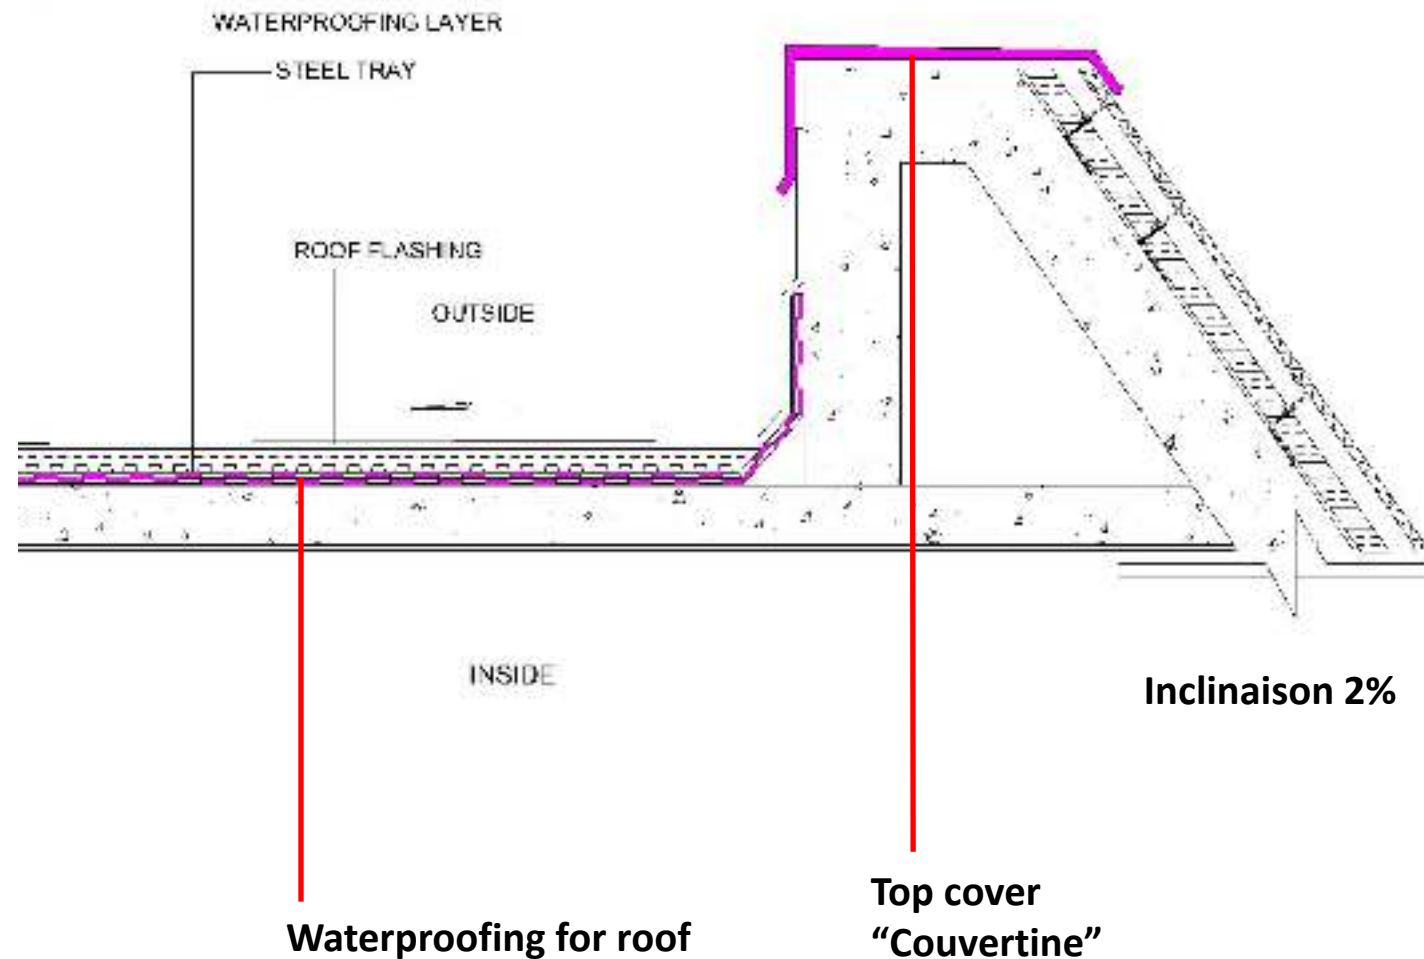 WATERPROOFING LAYER
STEEL TRAY
ROOF FLASHING
OUTSIDE
INSIDE
Inclinaison 2%
Top cover
“Couvertine”
Waterproofing for roof